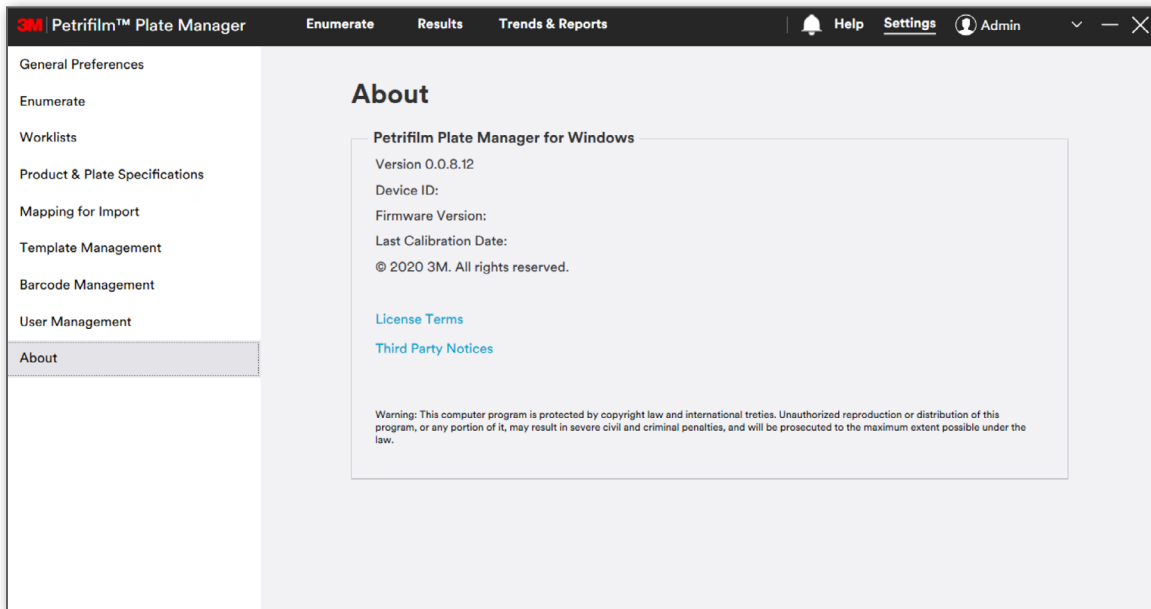 3M Petrifilm™ Plate Manager Enumerate Results Trends & Reports Help Settings Admin
General Preferences
Enumerate
Worklists
Product & Plate Specifications
Mapping for Import
Template Management
Barcode Management
User Management
About
About
Petrifilm Plate Manager for Windows
Version 0.0.8.12
Device ID:
Firmware Version:
Last Calibration Date:
© 2020 3M. All rights reserved.
License Terms
Third Party Notices
Warning: This computer program is protected by copyright law and international treties. Unauthorized reproduction or distribution of this
program, or any portion of it, may result in severe civil and criminal penalties, and will be prosecuted to the maximum extent possible under the
law.